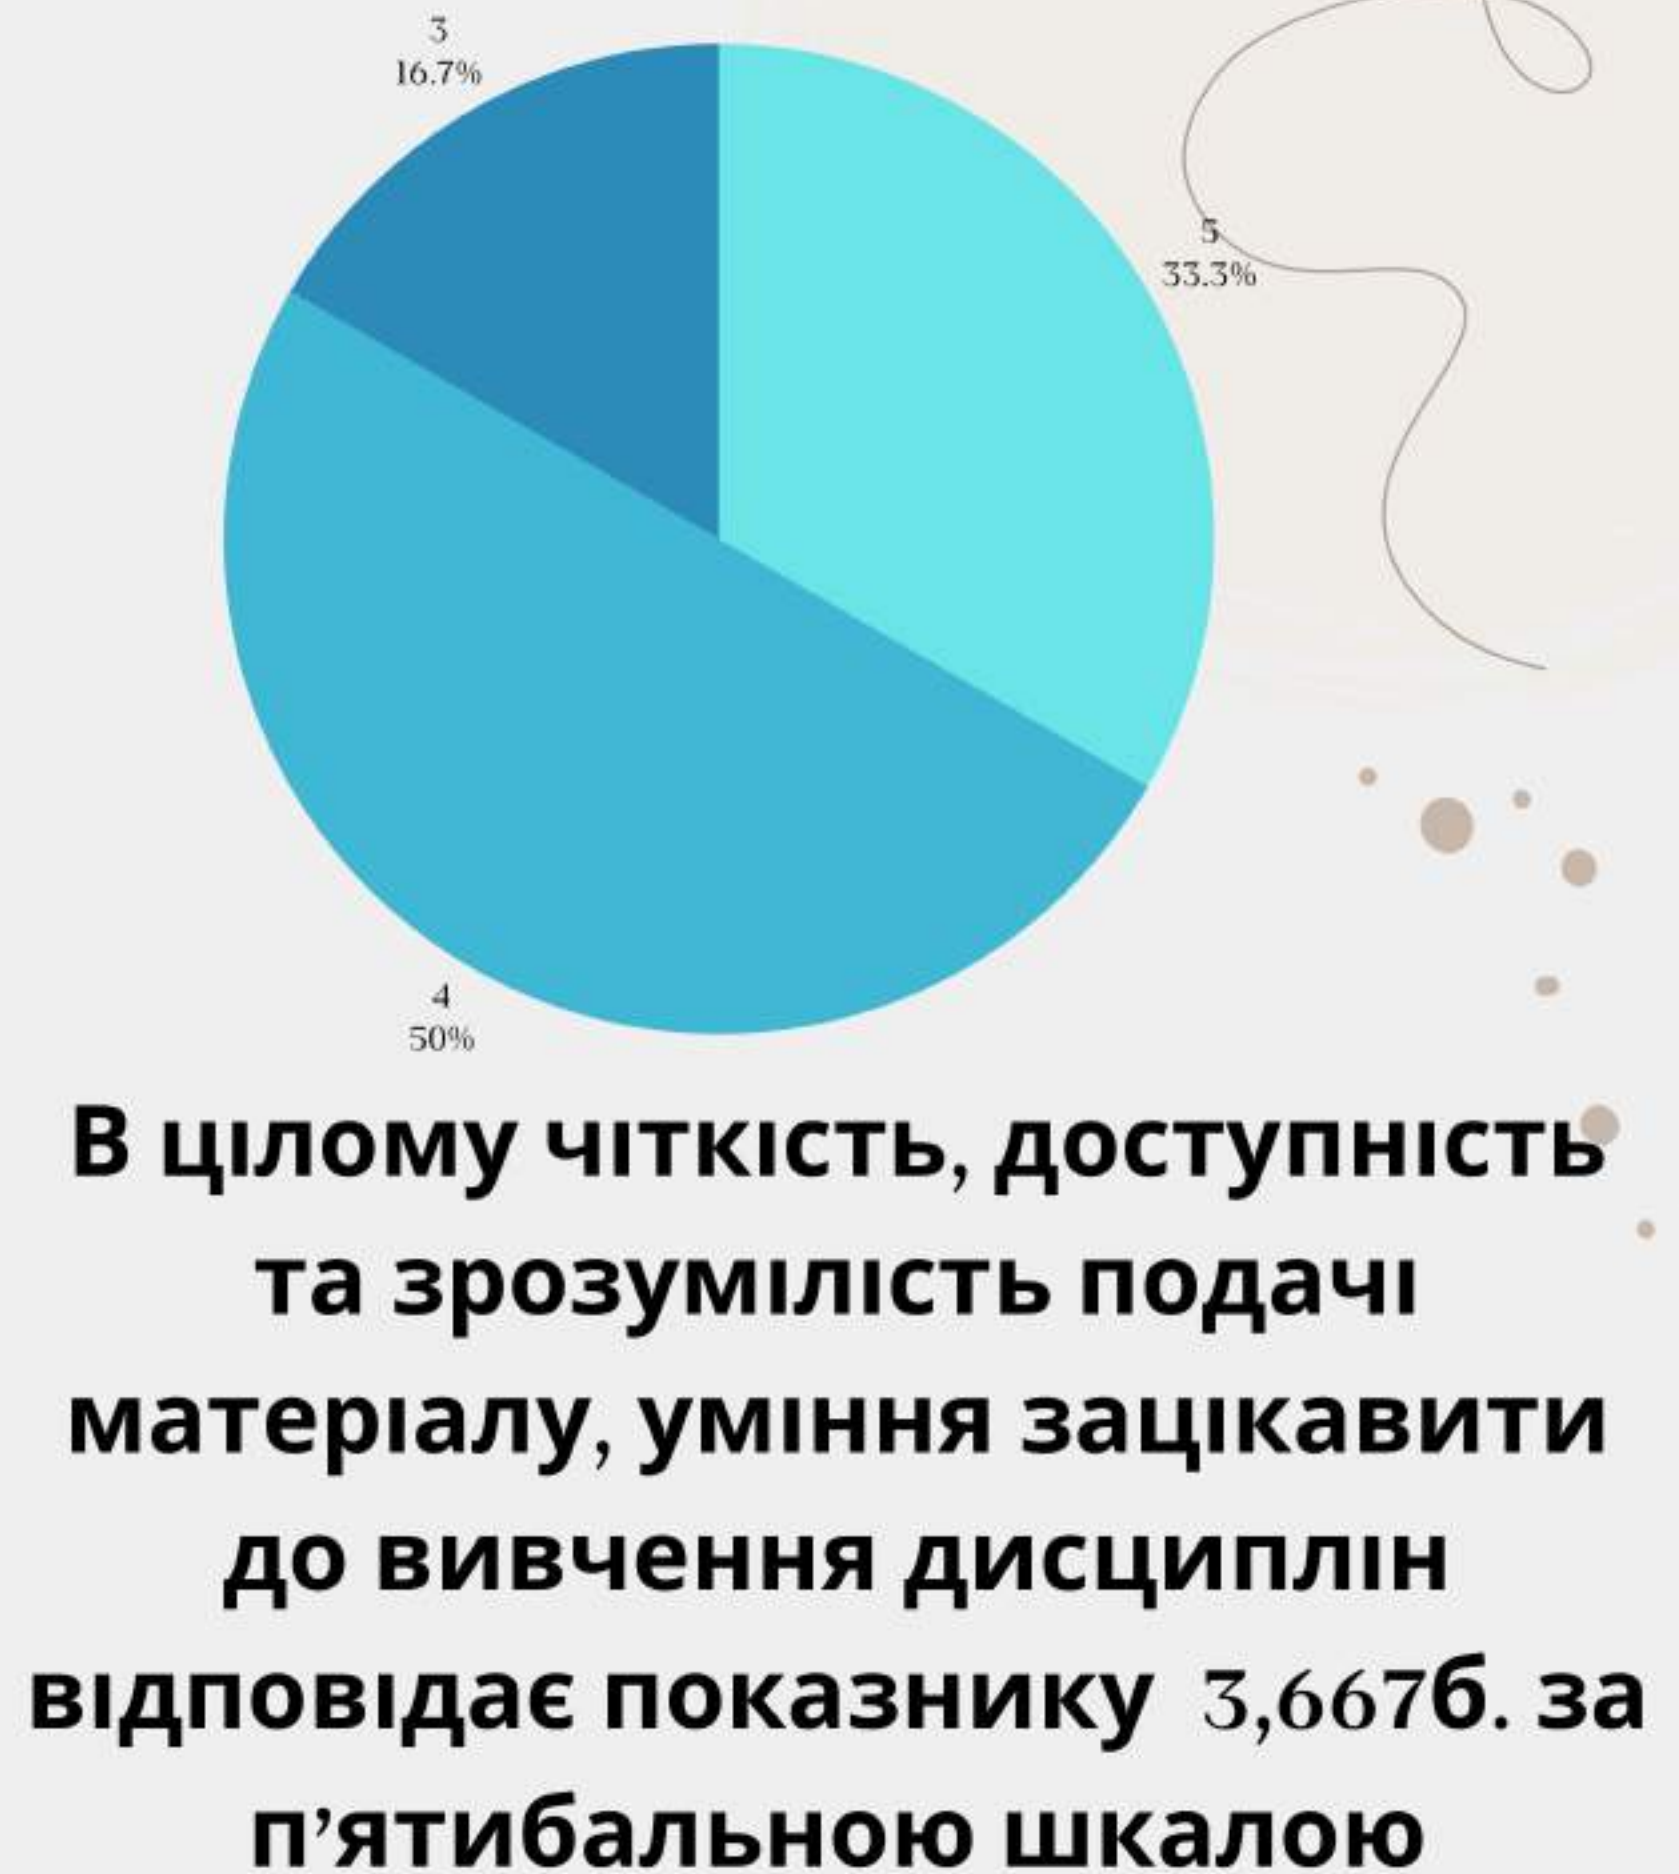 3
16.7%
5
33.3%
4
50%
В цілому чіткість, доступність
та зрозумілість подачі
матеріалу, уміння зацікавити
до вивчення дисциплін
відповідає показнику 3,667б. за
п’ятибальною шкалою